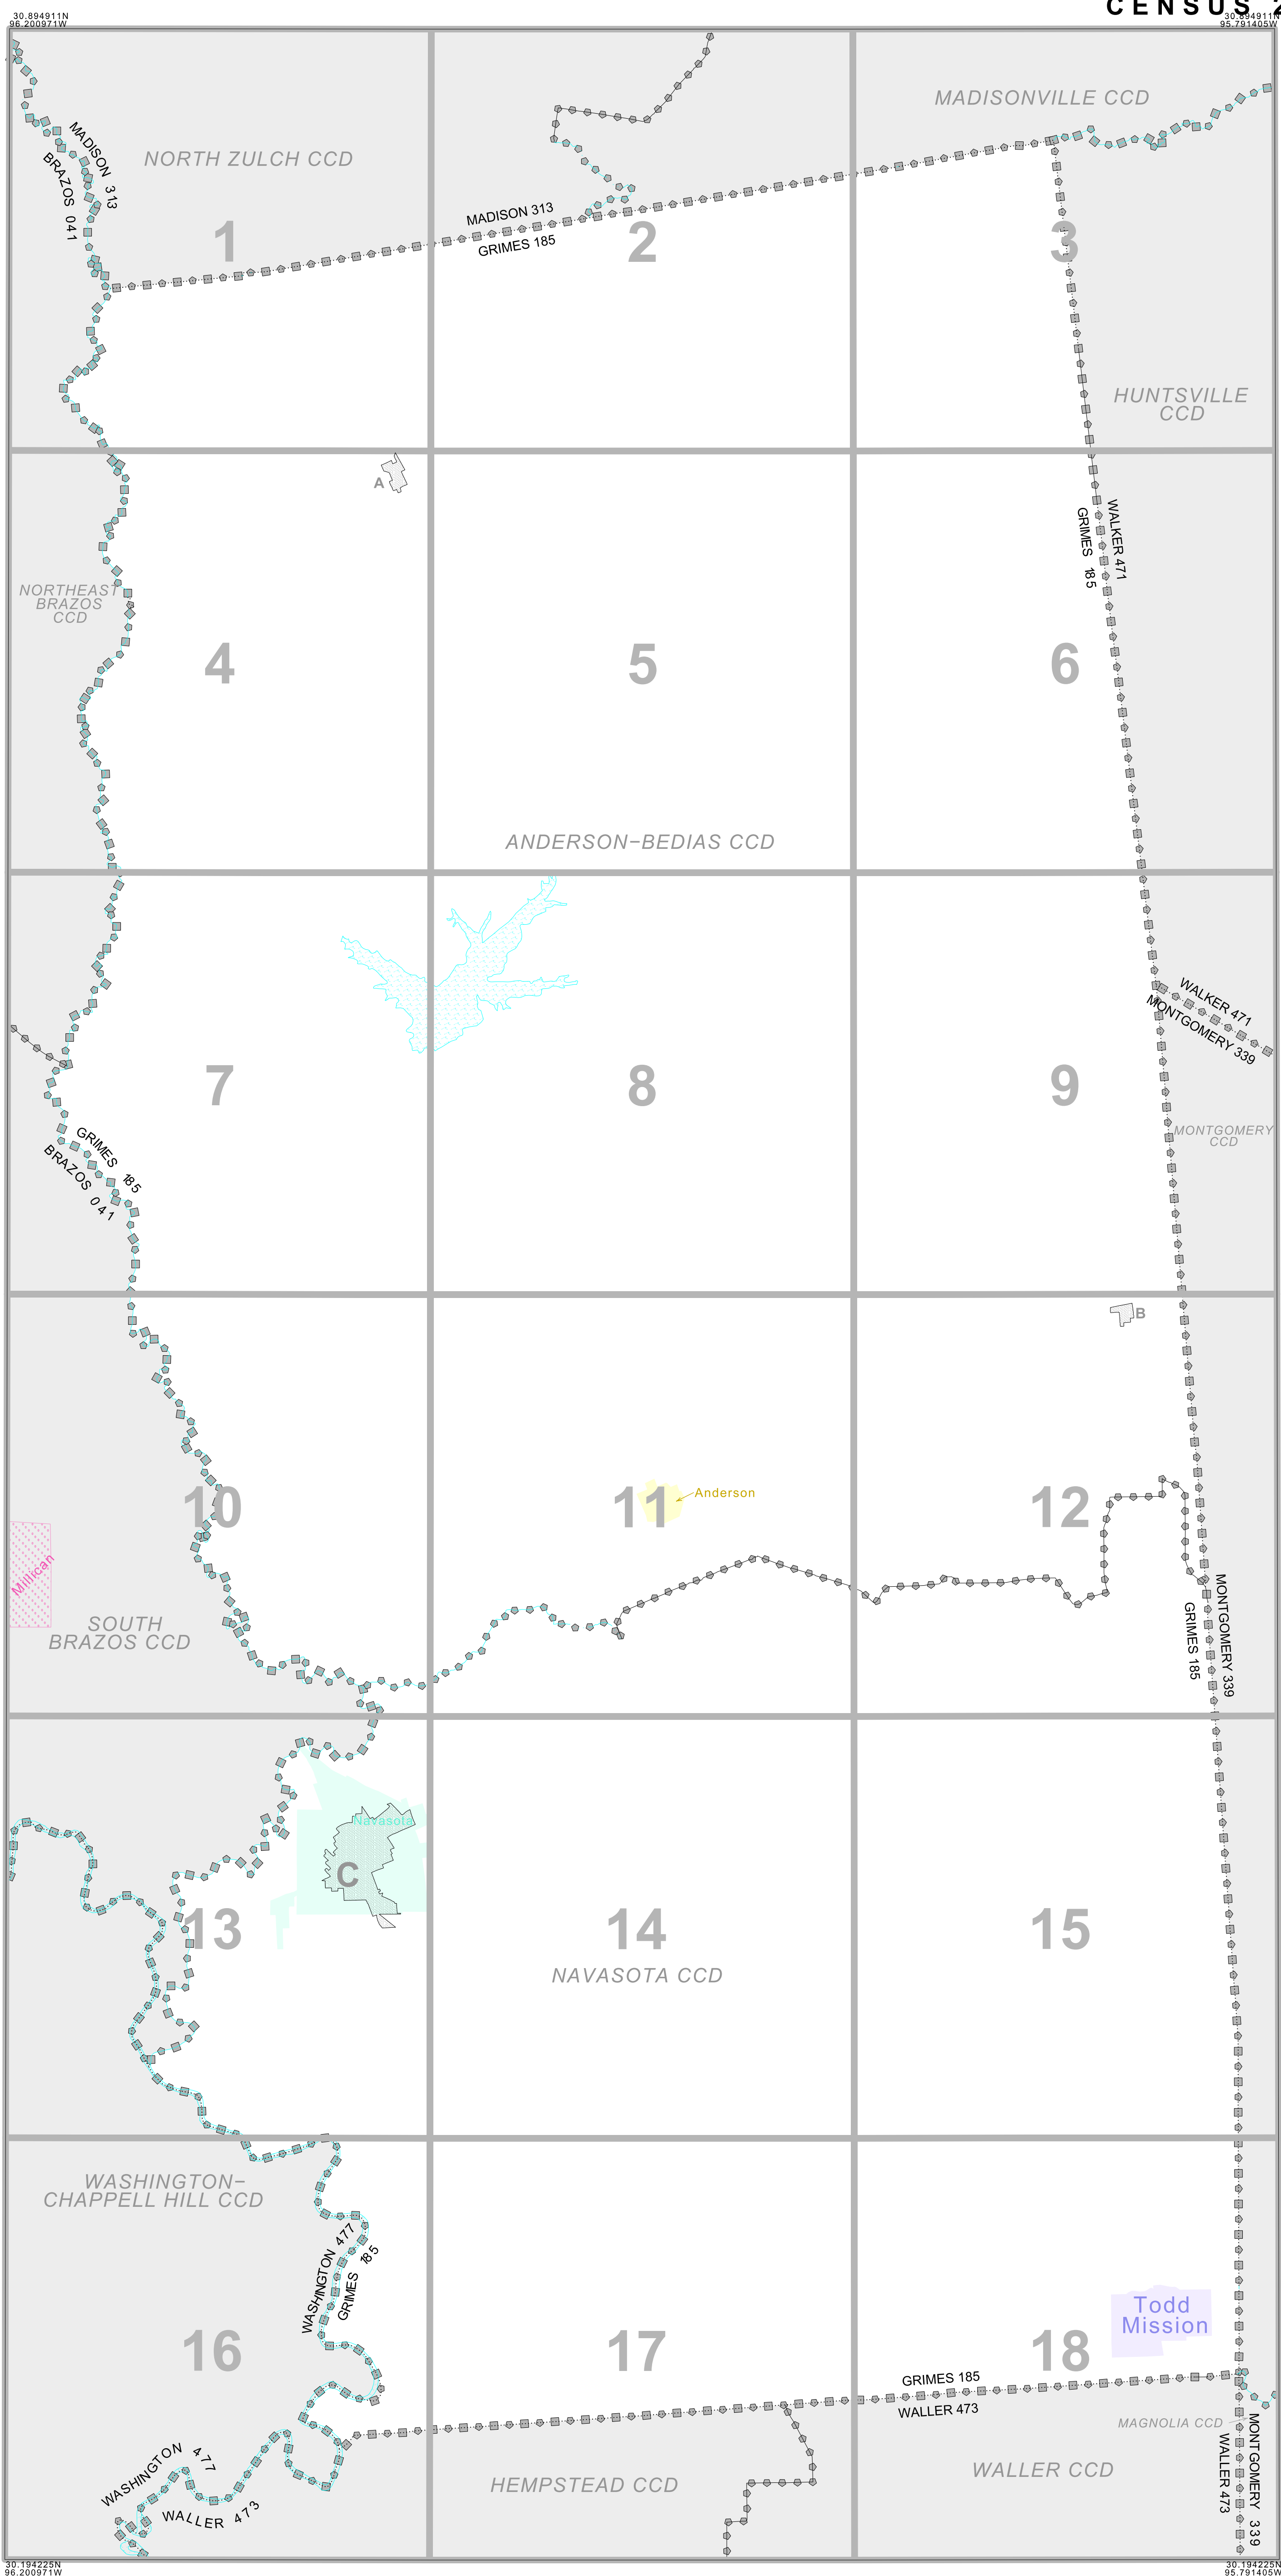 CENSUS 2
30.894911N
96.200971W
30.894911N
95.791405W
MADISONVILLE CCD
NORTH ZULCH CCD
MADISON 313
BRAZOS 041
MADISON 313
GRIMES 185
1
2
3
HUNTSVILLE
CCD
A
WALKER 471
GRIMES 185
NORTHEAST
BRAZOS
CCD
4
5
6
ANDERSON–BEDIAS CCD
WALKER 471
MONTGOMERY 339
7
8
9
MONTGOMERY
CCD
GRIMES 185
BRAZOS 041
B
Anderson
10
11
12
Millican
SOUTH
BRAZOS CCD
MONTGOMERY 339
GRIMES 185
Navasota
C
13
14
15
NAVASOTA CCD
WASHINGTON–
CHAPPELL HILL CCD
WASHINGTON 477
GRIMES 185
Todd
Mission
16
17
18
GRIMES 185
WALLER 473
MAGNOLIA CCD
MONTGOMERY 339
WALLER 473
WASHINGTON 477
WALLER 473
HEMPSTEAD CCD
WALLER CCD
30.194225N
96.200971W
30.194225N
95.791405W